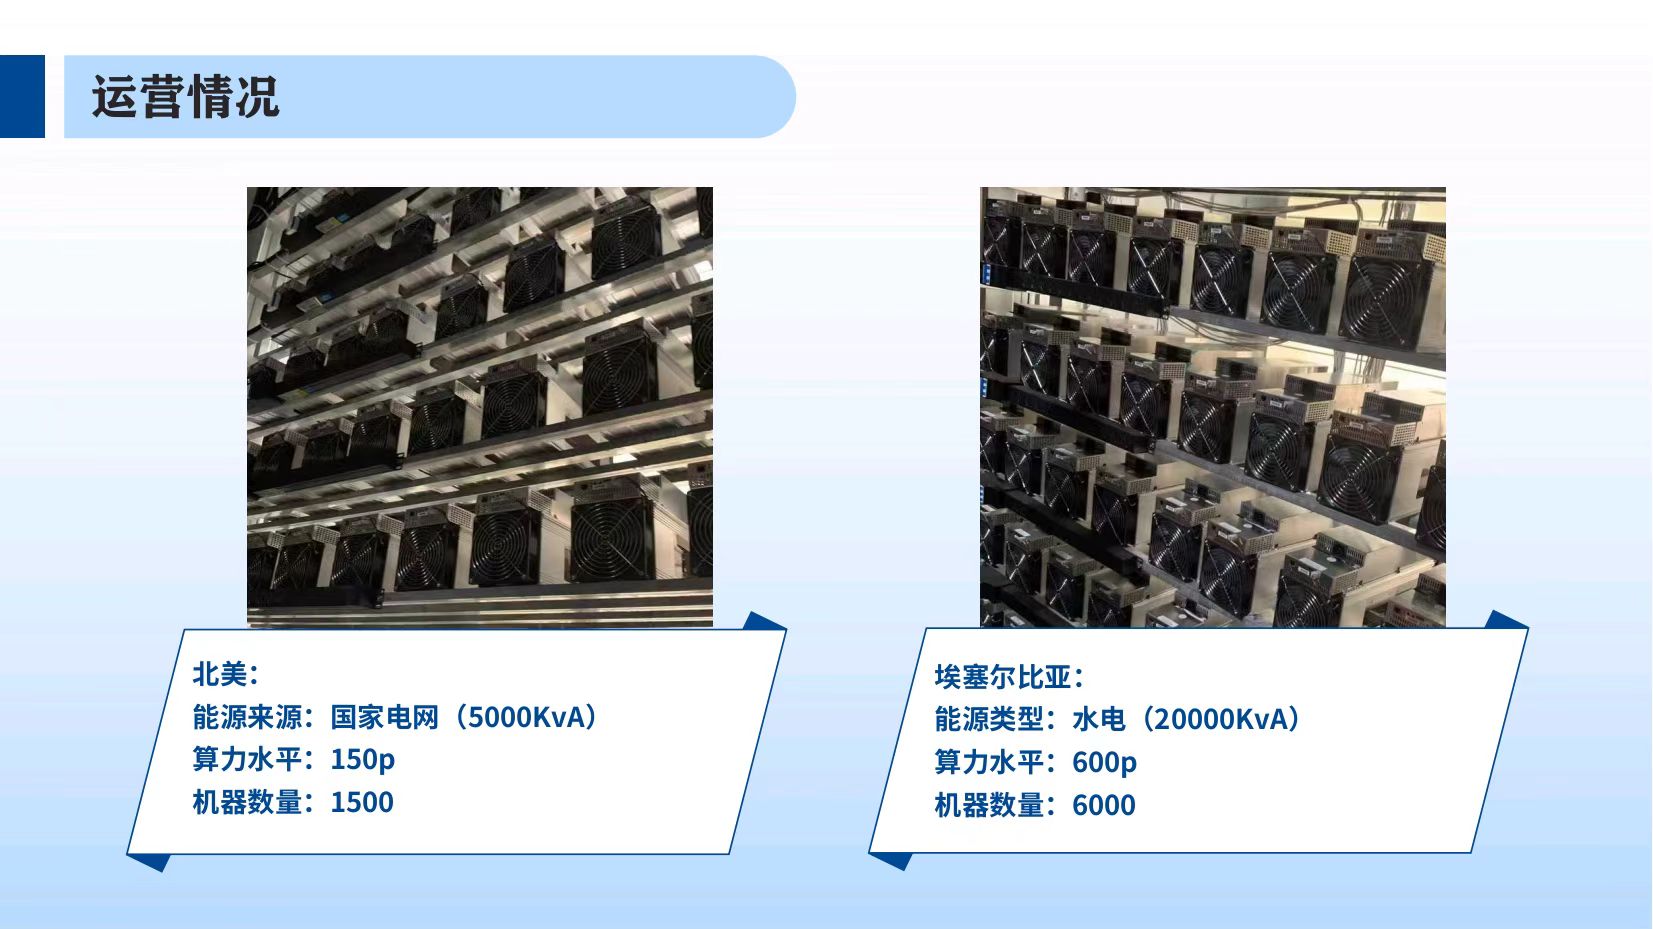 运营情况
北美：
能源来源：国家电网（5000KvA）
算力水平：150p
机器数量：1500
埃塞尔比亚：
能源类型：水电（20000KvA）
算力水平：600p
机器数量：6000